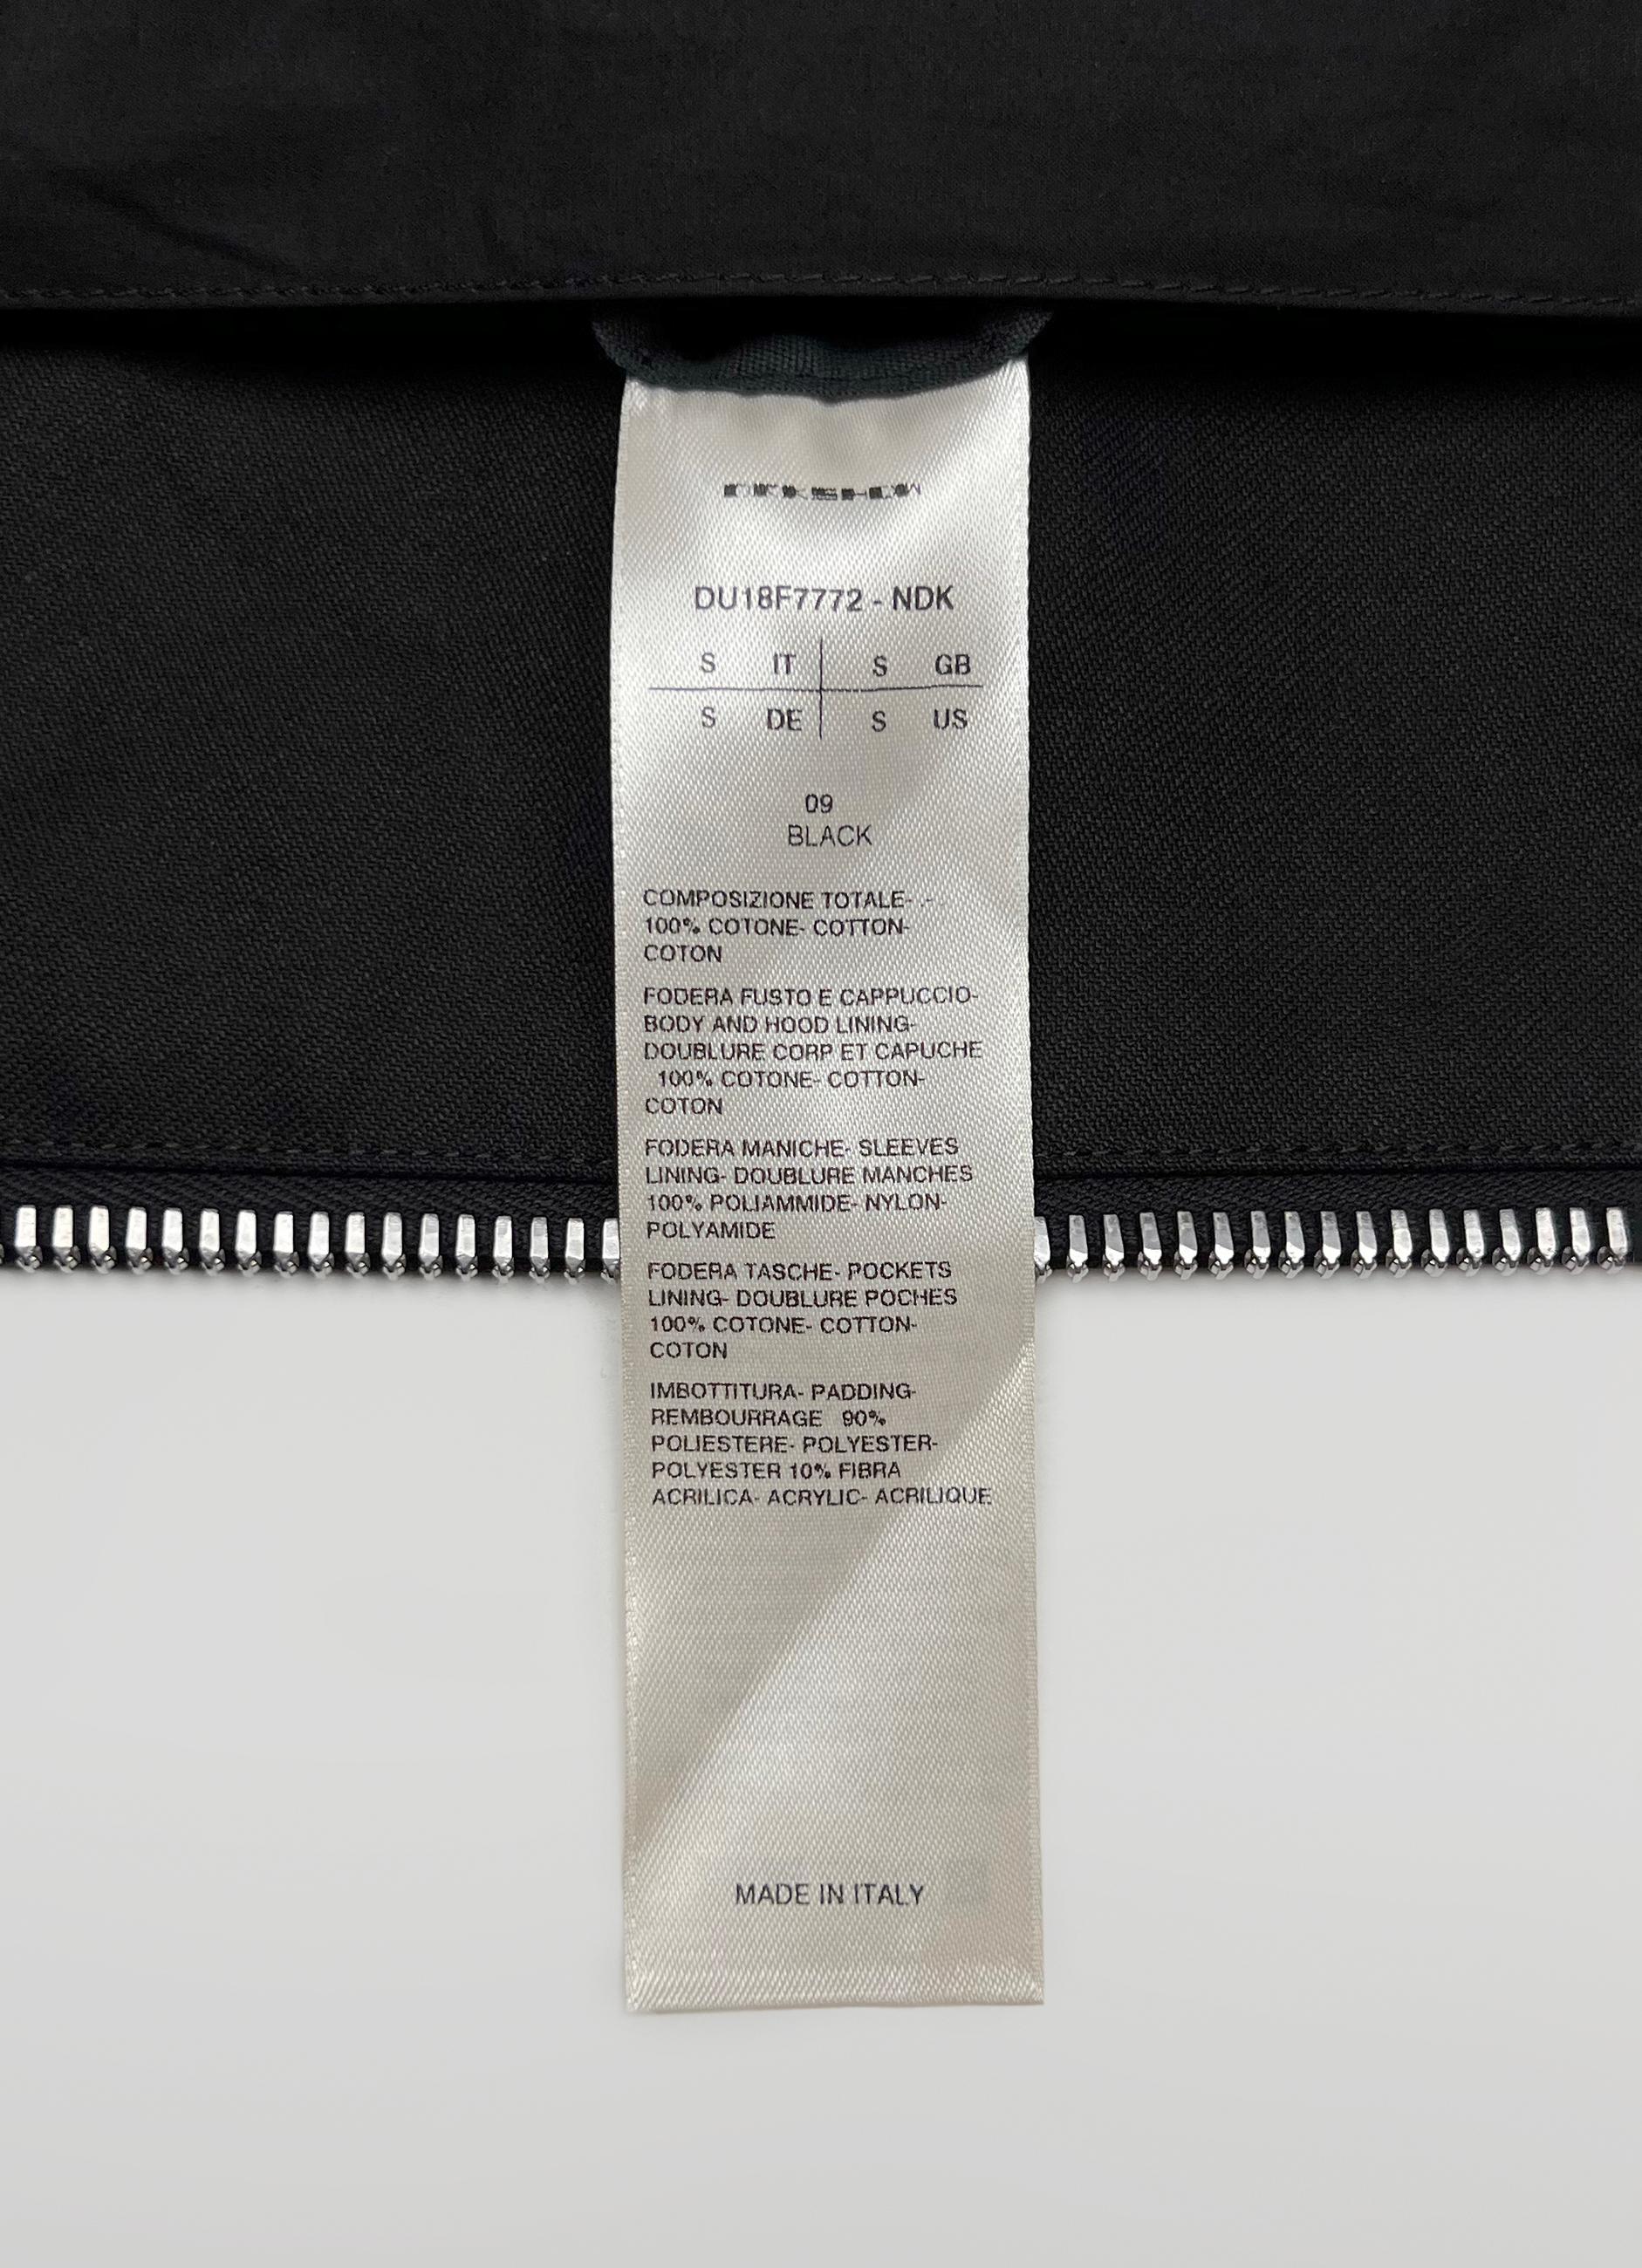 DRKSHDW
DU18F7772 - NDK
S IT S GB
S DE S US
09
BLACK
COMPOSIZIONE TOTALE- .-
100% COTONE- COTTON-
COTON
FODERA FUSTO E CAPPUCCIO-
BODY AND HOOD LINING-
DOUBLURE CORP ET CAPUCHE
100% COTONE- COTTON-
COTON
FODERA MANICHE- SLEEVES
LINING- DOUBLURE MANCHES
100% POLIAMMIDE- NYLON-
POLYAMIDE
FODERA TASCHE- POCKETS
LINING- DOUBLURE POCHES
100% COTONE- COTTON-
COTON
IMBOTTITURA- PADDING-
REMBOURRAGE 90%
POLIESTERE- POLYESTER-
POLYESTER 10% FIBRA
ACRILICA- ACRYLIC- ACRILIQUE
MADE IN ITALY